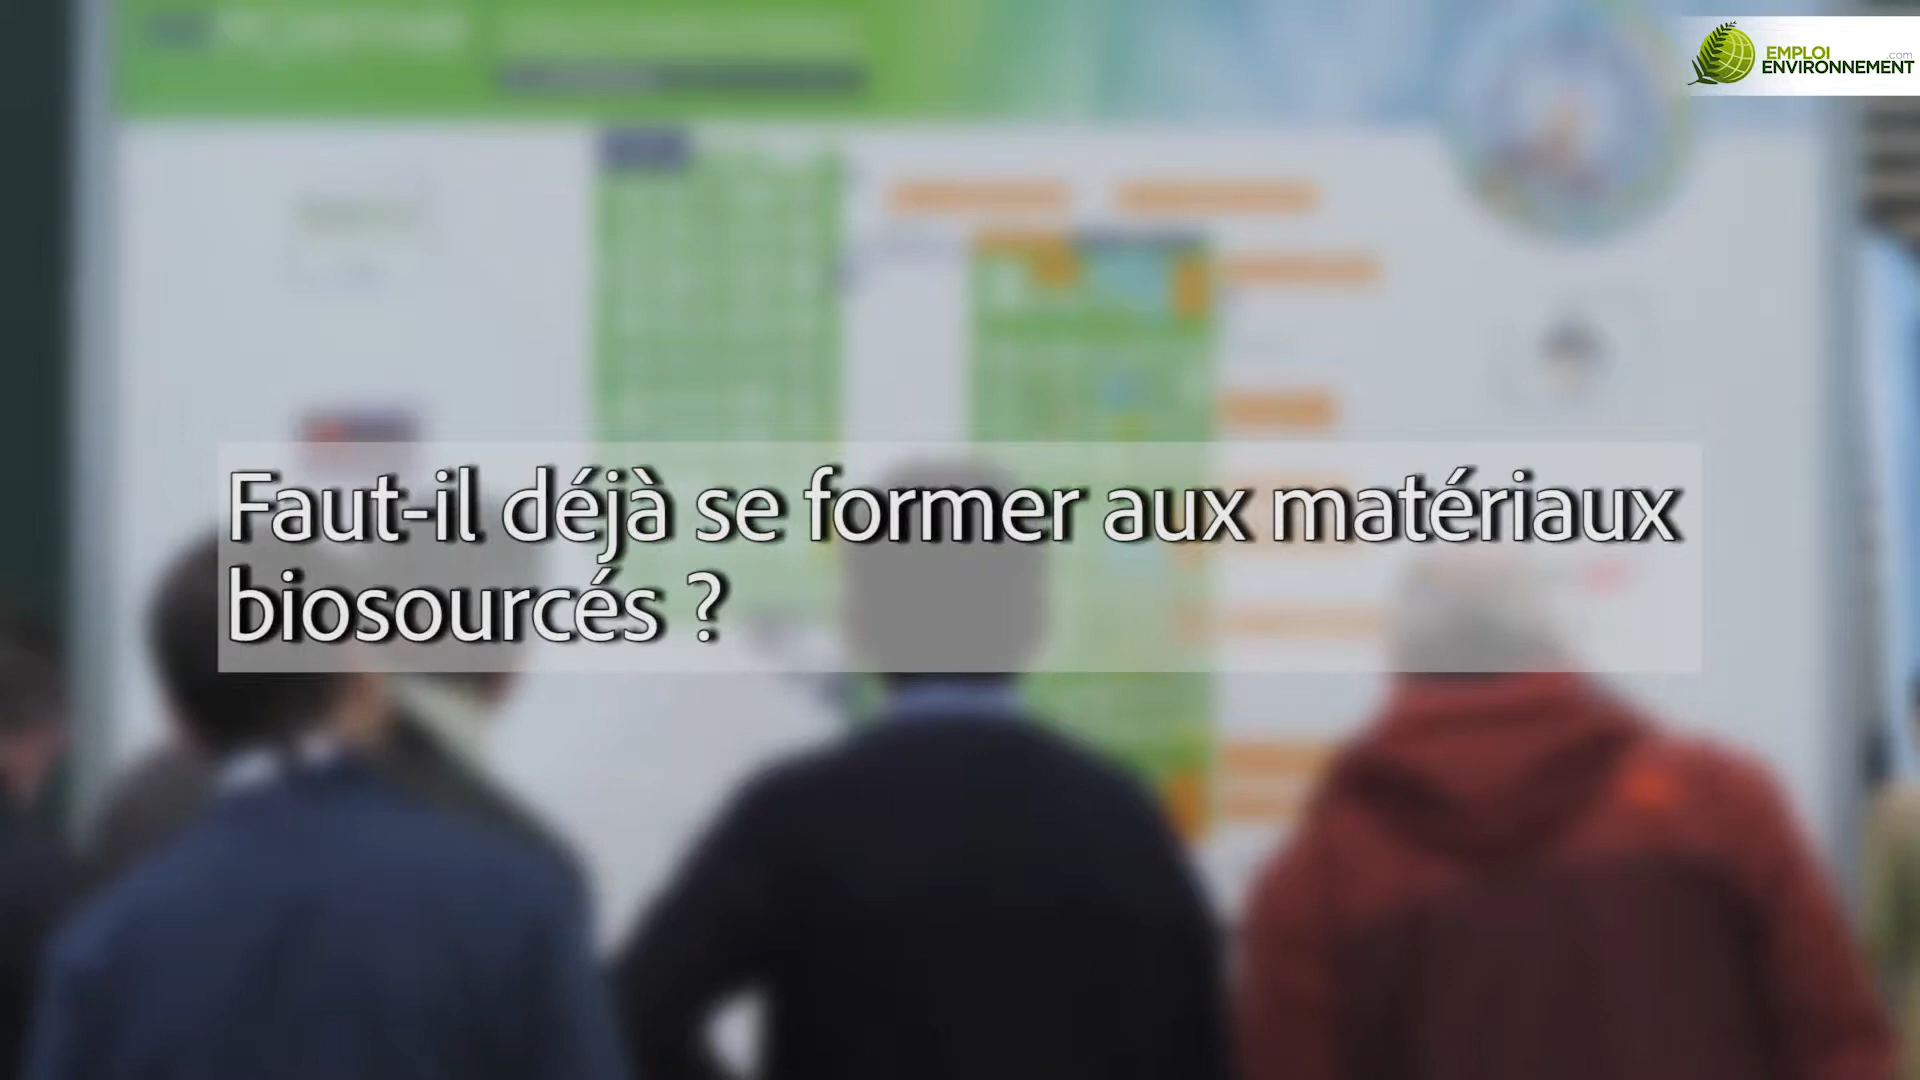 EMPLOI
ENVIRONNEMENT.com
Faut-il déjà se former aux matériaux
biosourcés ?